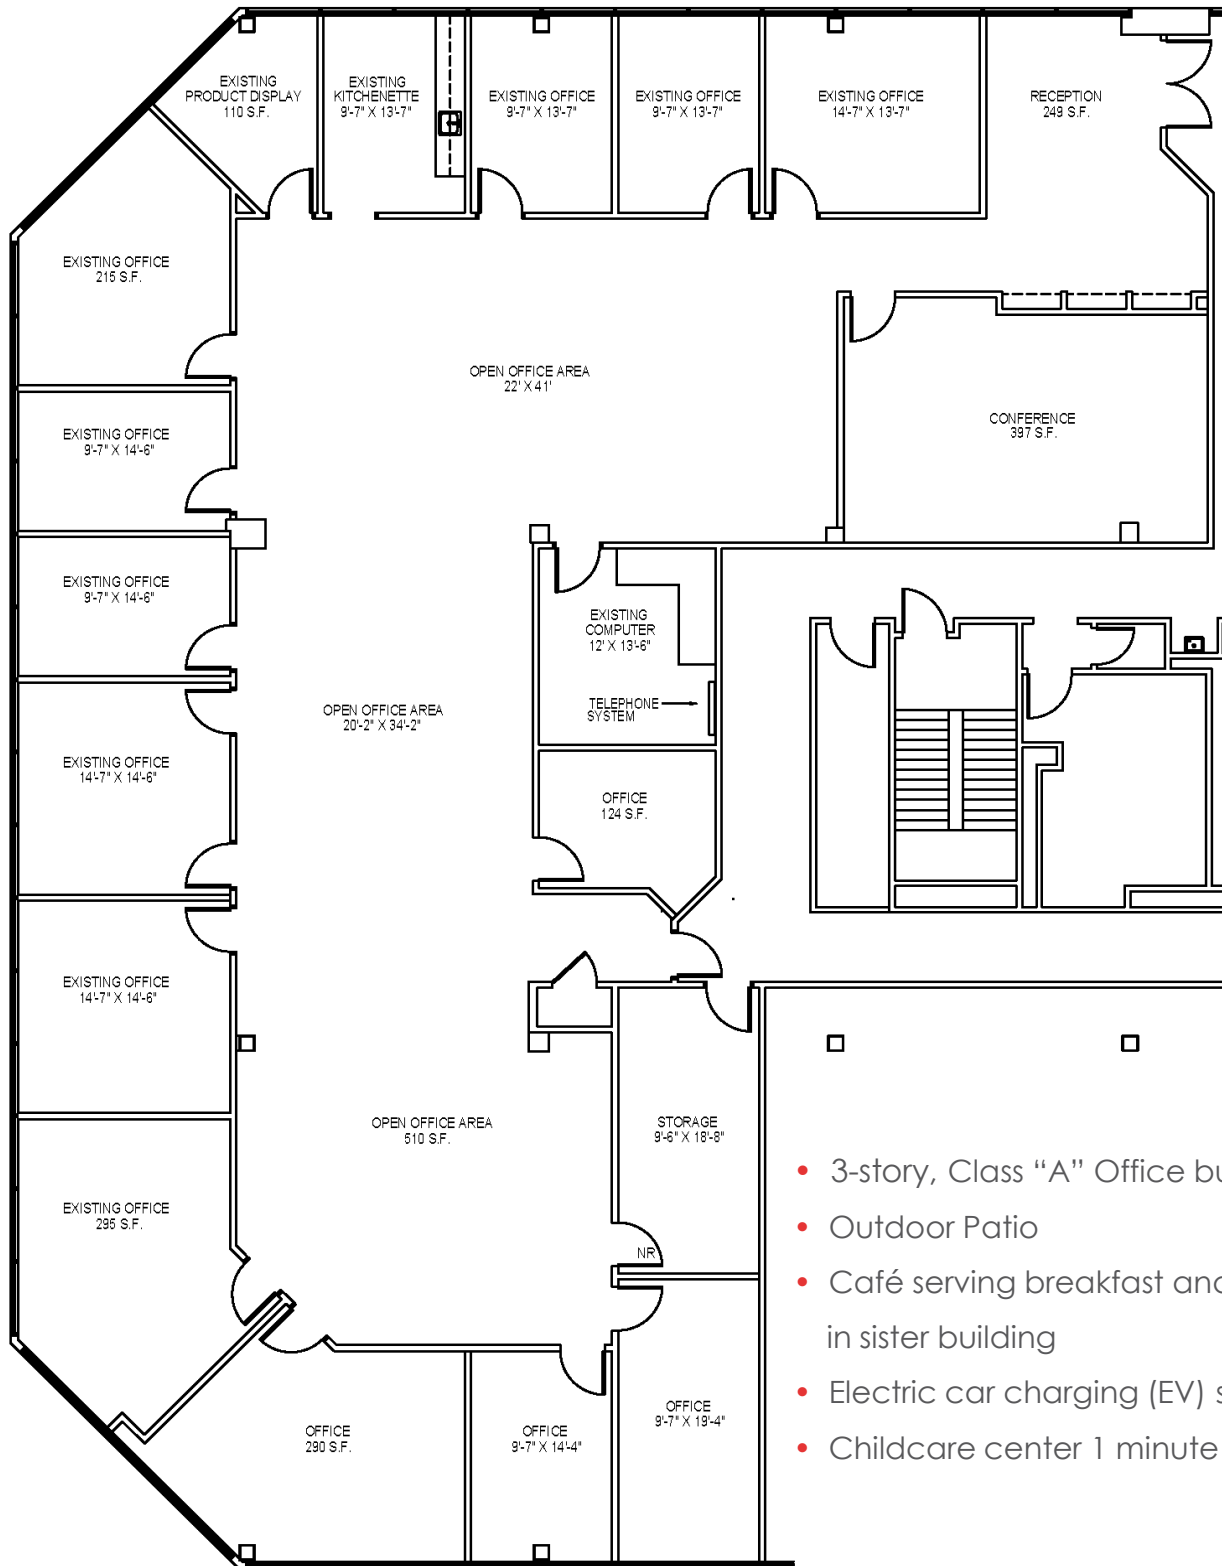 EXISTING
PRODUCT DISPLAY
110 S.F.
EXISTING
KITCHENETTE
9'-7" X 13'-7"
EXISTING OFFICE
9'-7" X 13'-7"
EXISTING OFFICE
9'-7" X 13'-7"
EXISTING OFFICE
14'-7" X 13'-7"
RECEPTION
249 S.F.
EXISTING OFFICE
215 S.F.
OPEN OFFICE AREA
22' X 41'
CONFERENCE
397 S.F.
EXISTING OFFICE
9'-7" X 14'-6"
EXISTING OFFICE
9'-7" X 14'-6"
EXISTING
COMPUTER
12' X 13'-6"
TELEPHONE
SYSTEM
OPEN OFFICE AREA
20'-2" X 34'-2"
EXISTING OFFICE
14'-7" X 14'-6"
OFFICE
124 S.F.
EXISTING OFFICE
14'-7" X 14'-6"
OPEN OFFICE AREA
510 S.F.
STORAGE
9'-6" X 18'-8"
EXISTING OFFICE
295 S.F.
NR
OFFICE
290 S.F.
OFFICE
9'-7" X 14'-4"
OFFICE
9'-7" X 19'-4"
• 3-story, Class “A” Office bu
• Outdoor Patio
• Café serving breakfast and
in sister building
• Electric car charging (EV) s
• Childcare center 1 minute